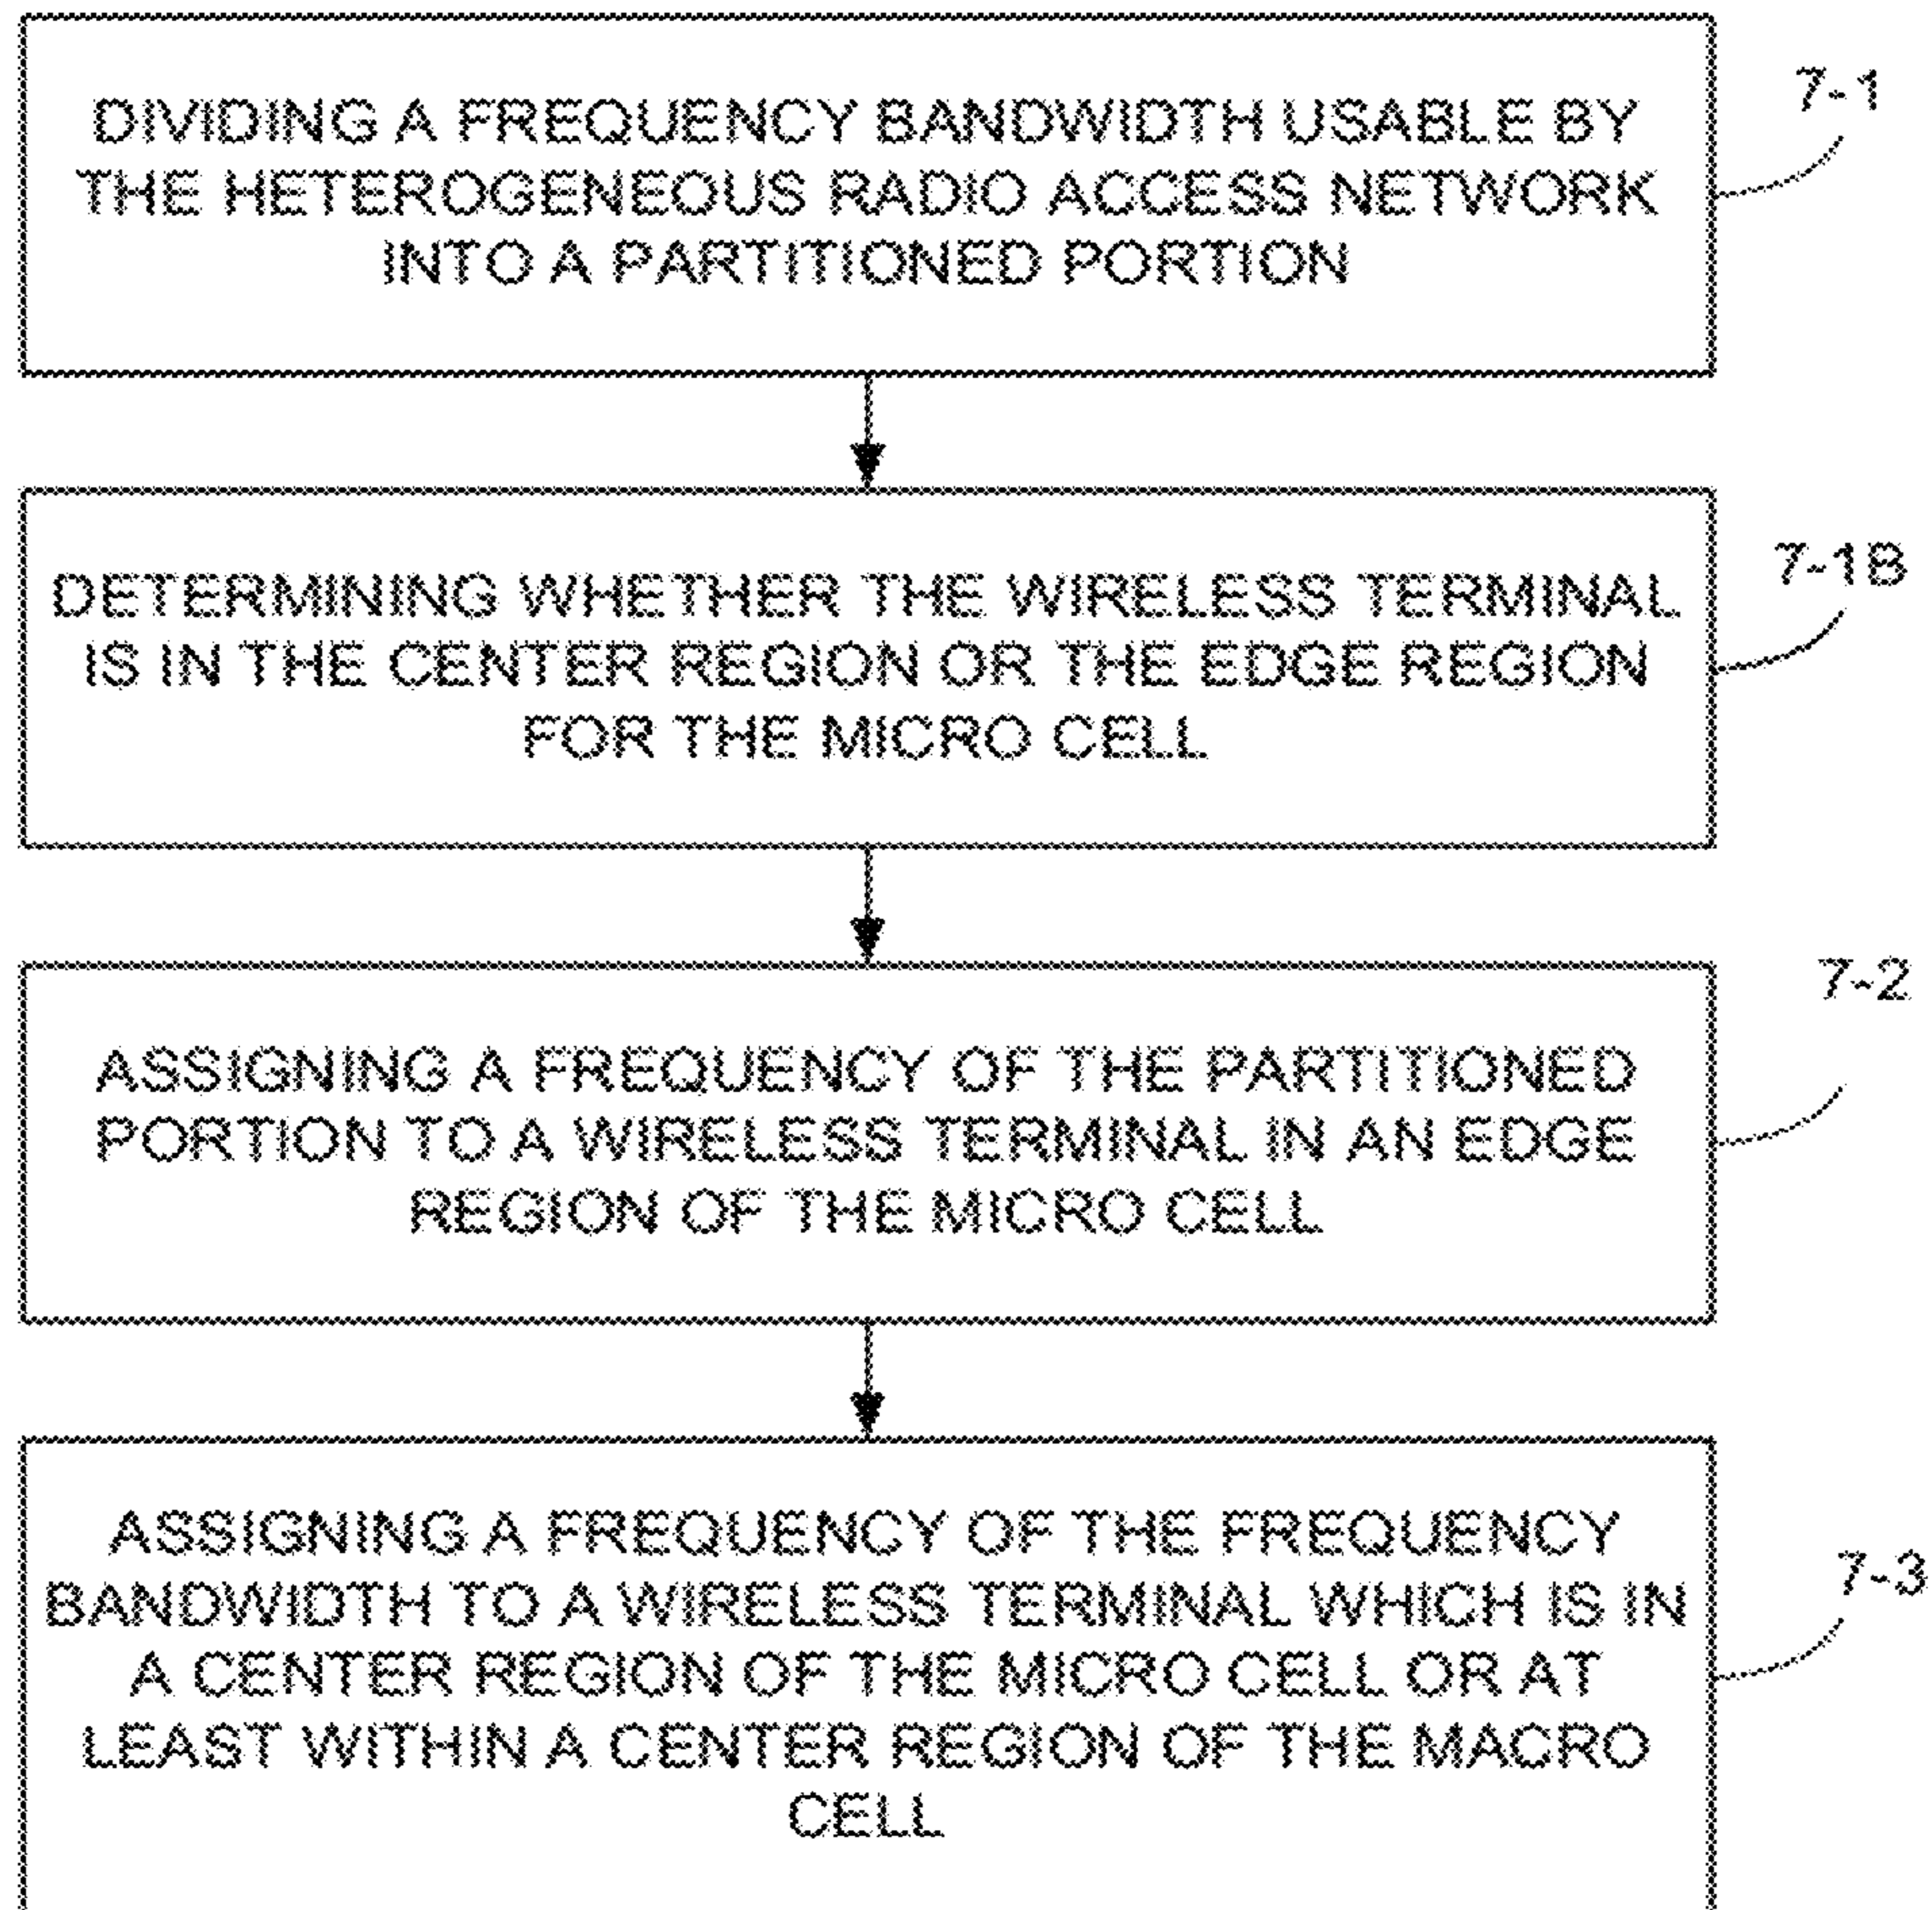 DIVIDING A FREQUENCY BANDWIDTH USABLE BY
THE HETEROGENEOUS RADIO ACCESS NETWORK
INTO A PARTITIONED PORTION
7-1
DETERMINING WHETHER THE WIRELESS TERMINAL
IS IN THE CENTER REGION OR THE EDGE REGION
FOR THE MICRO CELL
7-1B
ASSIGNING A FREQUENCY OF THE PARTITIONED
PORTION TO A WIRELESS TERMINAL IN AN EDGE
REGION OF THE MICRO CELL
7-2
ASSIGNING A FREQUENCY OF THE FREQUENCY
BANDWIDTH TO A WIRELESS TERMINAL WHICH IS IN
A CENTER REGION OF THE MICRO CELL OR AT
LEAST WITHIN A CENTER REGION OF THE MACRO
CELL
7-3